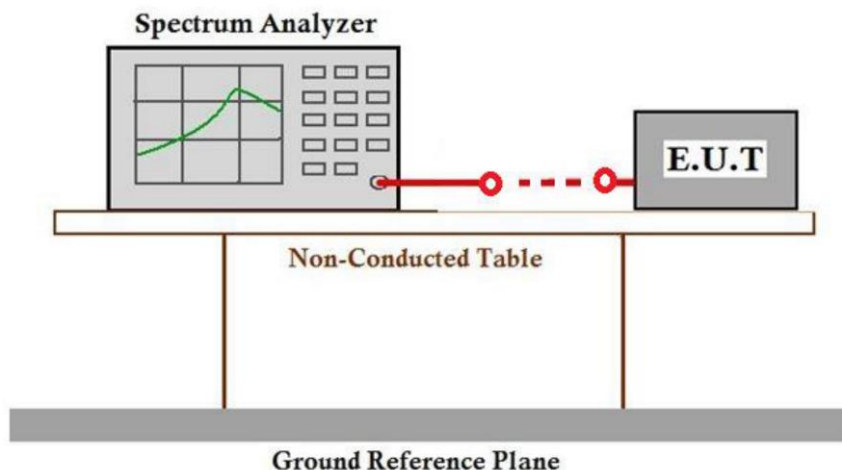 Spectrum Analyzer
E.U.T
Non-Conducted Table
Ground Reference Plane